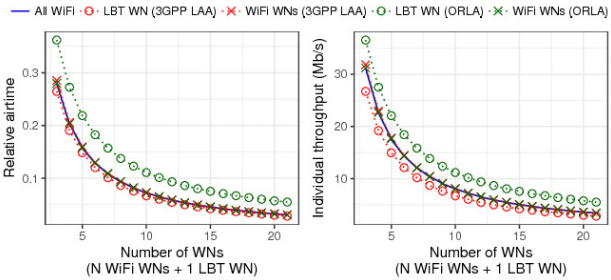 All WiFi LBT WN (3GPP LAA) WiFi WNs (3GPP LAA) LBT WN (ORLA) WiFi WNs (ORLA)
Relative airtime
0.3
0.2
0.1
5 10 15 20
Number of WNs
(N WiFi WNs + 1 LBT WN)
Individual throughput (Mb/s)
30
20
10
5 10 15 20
Number of WNs
(N WiFi WNs + 1 LBT WN)